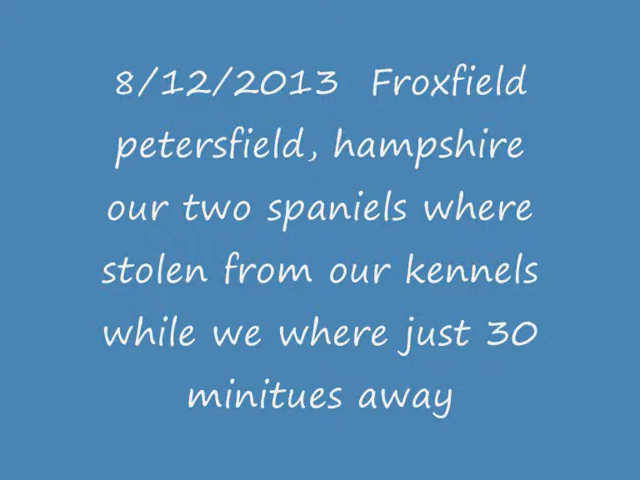 8/12/2013 Froxfield
petersfield, hampshire
our two spaniels where
stolen from our kennels
while we where just 30
minitues away